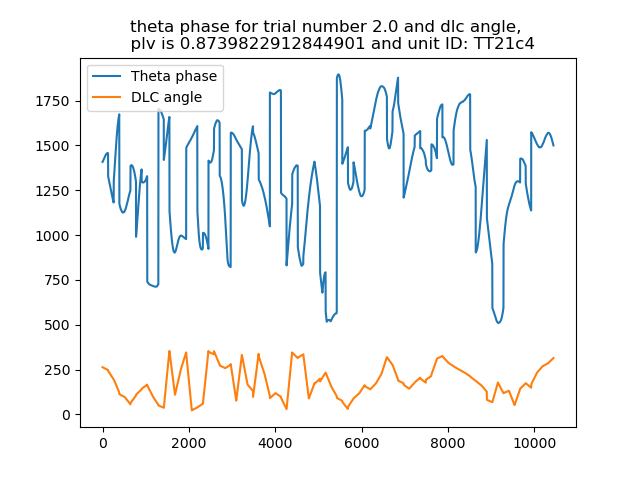 theta phase for trial number 2.0 and dlc angle,
plv is 0.8739822912844901 and unit ID: TT21c4
Theta phase
DLC angle
1750
1500
1250
1000
750
500
250
0
0 2000 4000 6000 8000 10000